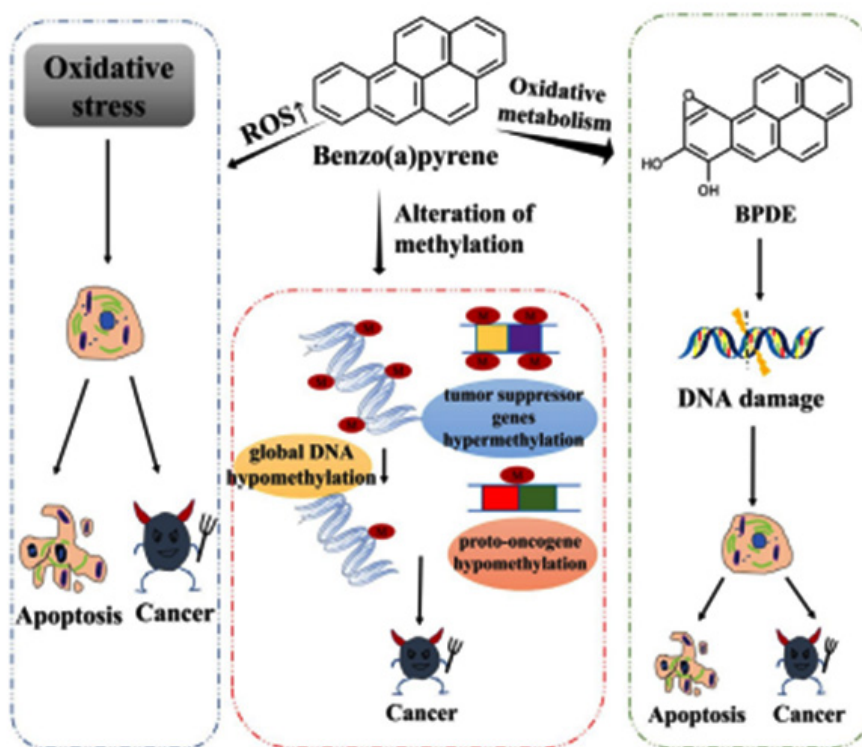 Oxidative
stress
ROS↑
Benzo(a)pyrene
Oxidative
metabolism
Alteration of
methylation
O
HO
OH
BPDE
M
M
M
M
M
M
M
M
tumor suppressor
genes
hypermethylation
global DNA
hypomethylation
M
M
proto-oncogene
hypomethylation
DNA damage
Apoptosis
Cancer
Cancer
Apoptosis
Cancer